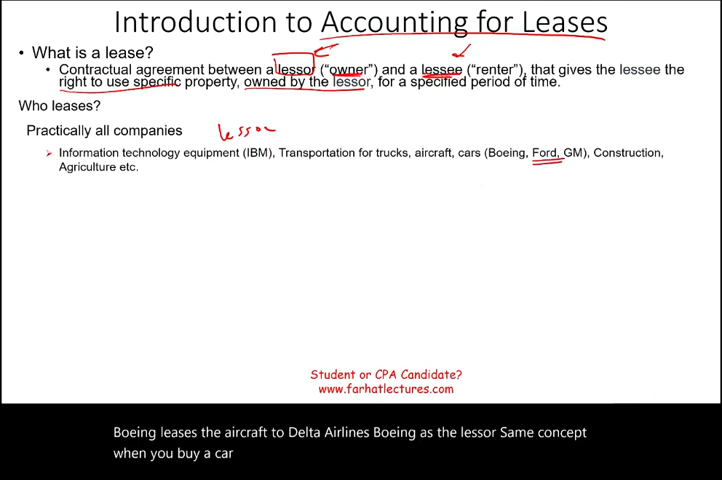 Introduction to Accounting for Leases
• What is a lease?
• Contractual agreement between a lessor (“owner”) and a lessee (“renter”), that gives the lessee the
right to use specific property, owned by the lessor, for a specified period of time.
Who leases?
Practically all companies lessor
➢ Information technology equipment (IBM), Transportation for trucks, aircraft, cars (Boeing, Ford, GM), Construction,
Agriculture etc.
Student or CPA Candidate?
www.farhatlectures.com
Boeing leases the aircraft to Delta Airlines Boeing as the lessor Same concept
when you buy a car